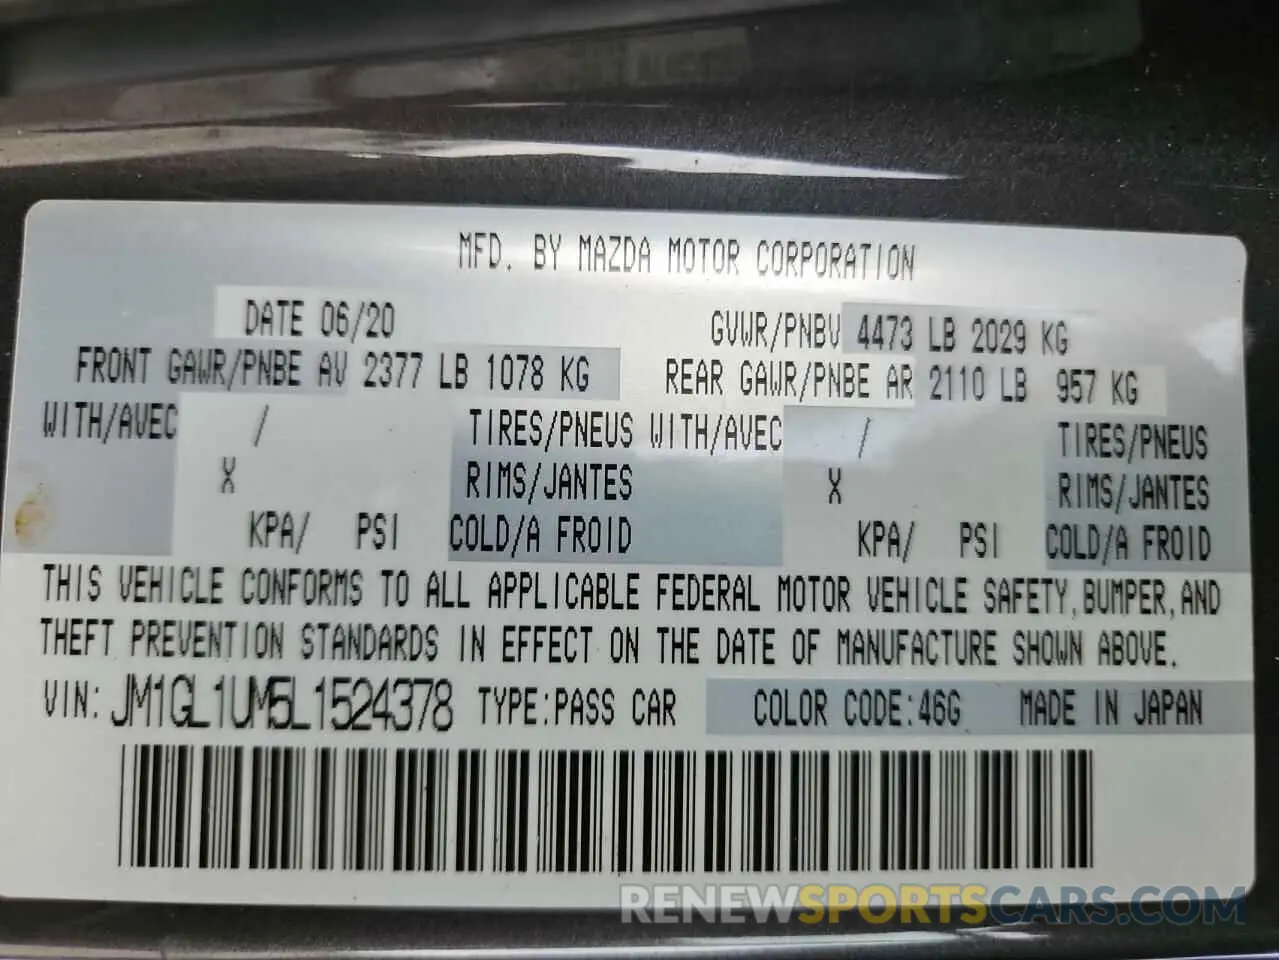 MFD. BY MAZDA MOTOR CORPORATION
DATE 06/20 GVWR/PNBV 4473 LB 2029 KG
FRONT GAWR/PNBE AV 2377 LB 1078 KG REAR GAWR/PNBE AR 2110 LB 957 KG
WITH/AVEC / TIRES/PNEUS WITH/AVEC / TIRES/PNEUS
X RIMS/JANTES X RIMS/JANTES
KPA/ PSI COLD/A FROID KPA/ PSI COLD/A FROID
THIS VEHICLE CONFORMS TO ALL APPLICABLE FEDERAL MOTOR VEHICLE SAFETY,BUMPER,AND
THEFT PREVENTION STANDARDS IN EFFECT ON THE DATE OF MANUFACTURE SHOWN ABOVE.
VIN: JM1GL1UM5L1524378 TYPE:PASS CAR COLOR CODE:46G MADE IN JAPAN
RENEWSPORTSCARS.COM